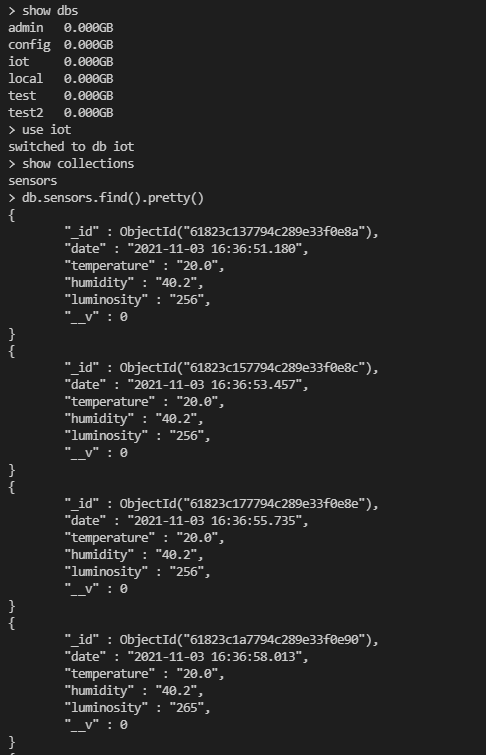 > show dbs
admin   0.000GB
config  0.000GB
iot     0.000GB
local   0.000GB
test    0.000GB
test2   0.000GB
> use iot
switched to db iot
> show collections
sensors
> db.sensors.find().pretty()
{
        "_id" : ObjectId("61823c137794c289e33f0e8a"),
        "date" : "2021-11-03 16:36:51.180",
        "temperature" : "20.0",
        "humidity" : "40.2",
        "luminosity" : "256",
        "__v" : 0
}
{
        "_id" : ObjectId("61823c157794c289e33f0e8c"),
        "date" : "2021-11-03 16:36:53.457",
        "temperature" : "20.0",
        "humidity" : "40.2",
        "luminosity" : "256",
        "__v" : 0
}
{
        "_id" : ObjectId("61823c177794c289e33f0e8e"),
        "date" : "2021-11-03 16:36:55.735",
        "temperature" : "20.0",
        "humidity" : "40.2",
        "luminosity" : "256",
        "__v" : 0
}
{
        "_id" : ObjectId("61823c1a7794c289e33f0e90"),
        "date" : "2021-11-03 16:36:58.013",
        "temperature" : "20.0",
        "humidity" : "40.2",
        "luminosity" : "265",
        "__v" : 0
}